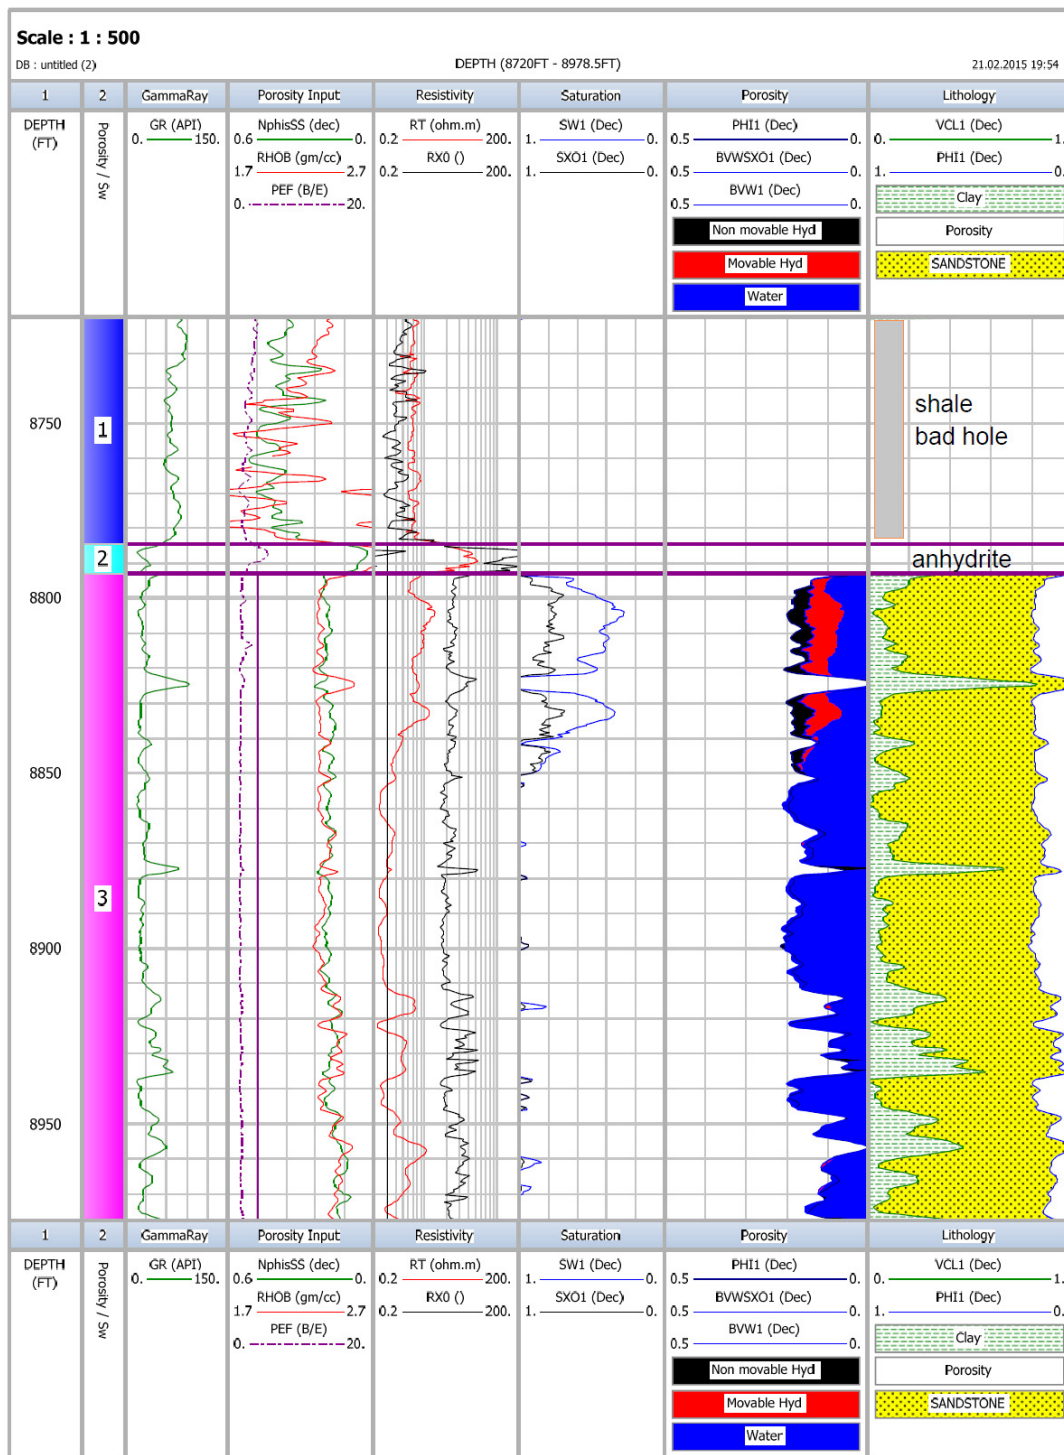 Scale : 1 : 500
DB : untitled (2) DEPTH (8720FT - 8978.5FT) 21.02.2015 19:54
1 2 GammaRay Porosity Input Resistivity Saturation Porosity Lithology
DEPTH (FT)
Porosity / Sw
GR (API)
0. 150.
NphisSS (dec)
0.6 0.
RHOB (gm/cc)
1.7 2.7
PEF (B/E)
0. 20.
RT (ohm.m)
0.2 200.
RX0 ()
0.2 200.
SW1 (Dec)
1. 0.
SXO1 (Dec)
1. 0.
PHI1 (Dec)
0.5 0.
BVWSXO1 (Dec)
0.5 0.
BVW1 (Dec)
0.5 0.
Non movable Hyd
Movable Hyd
Water
VCL1 (Dec)
0. 1.
PHI1 (Dec)
1. 0.
Clay
Porosity
SANDSTONE
shale
bad hole
8750
1
2
anhydrite
8800
8850
3
8900
8950
1 2 GammaRay Porosity Input Resistivity Saturation Porosity Lithology
DEPTH (FT)
Porosity / Sw
GR (API)
0. 150.
NphisSS (dec)
0.6 0.
RHOB (gm/cc)
1.7 2.7
PEF (B/E)
0. 20.
RT (ohm.m)
0.2 200.
RX0 ()
0.2 200.
SW1 (Dec)
1. 0.
SXO1 (Dec)
1. 0.
PHI1 (Dec)
0.5 0.
BVWSXO1 (Dec)
0.5 0.
BVW1 (Dec)
0.5 0.
Non movable Hyd
Movable Hyd
Water
VCL1 (Dec)
0. 1.
PHI1 (Dec)
1. 0.
Clay
Porosity
SANDSTONE